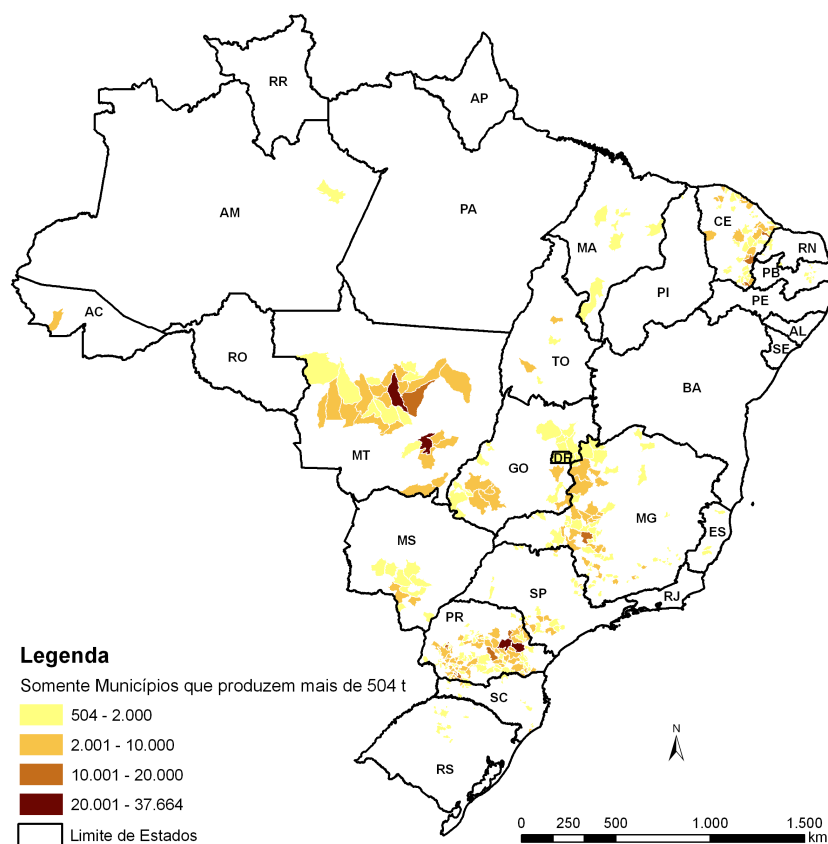 RR
AP
AM
PA
CE
MA
RN
PB
PI
PE
AC
AL
TO
SE
RO
BA
MT
GO
DF
MG
ES
MS
SP
RJ
PR
SC
RS
Legenda
Somente Municípios que produzem mais de 504 t
504 - 2.000
2.001 - 10.000
10.001 - 20.000
20.001 - 37.664
Limite de Estados
N
0 250 500 1.000 1.500
km